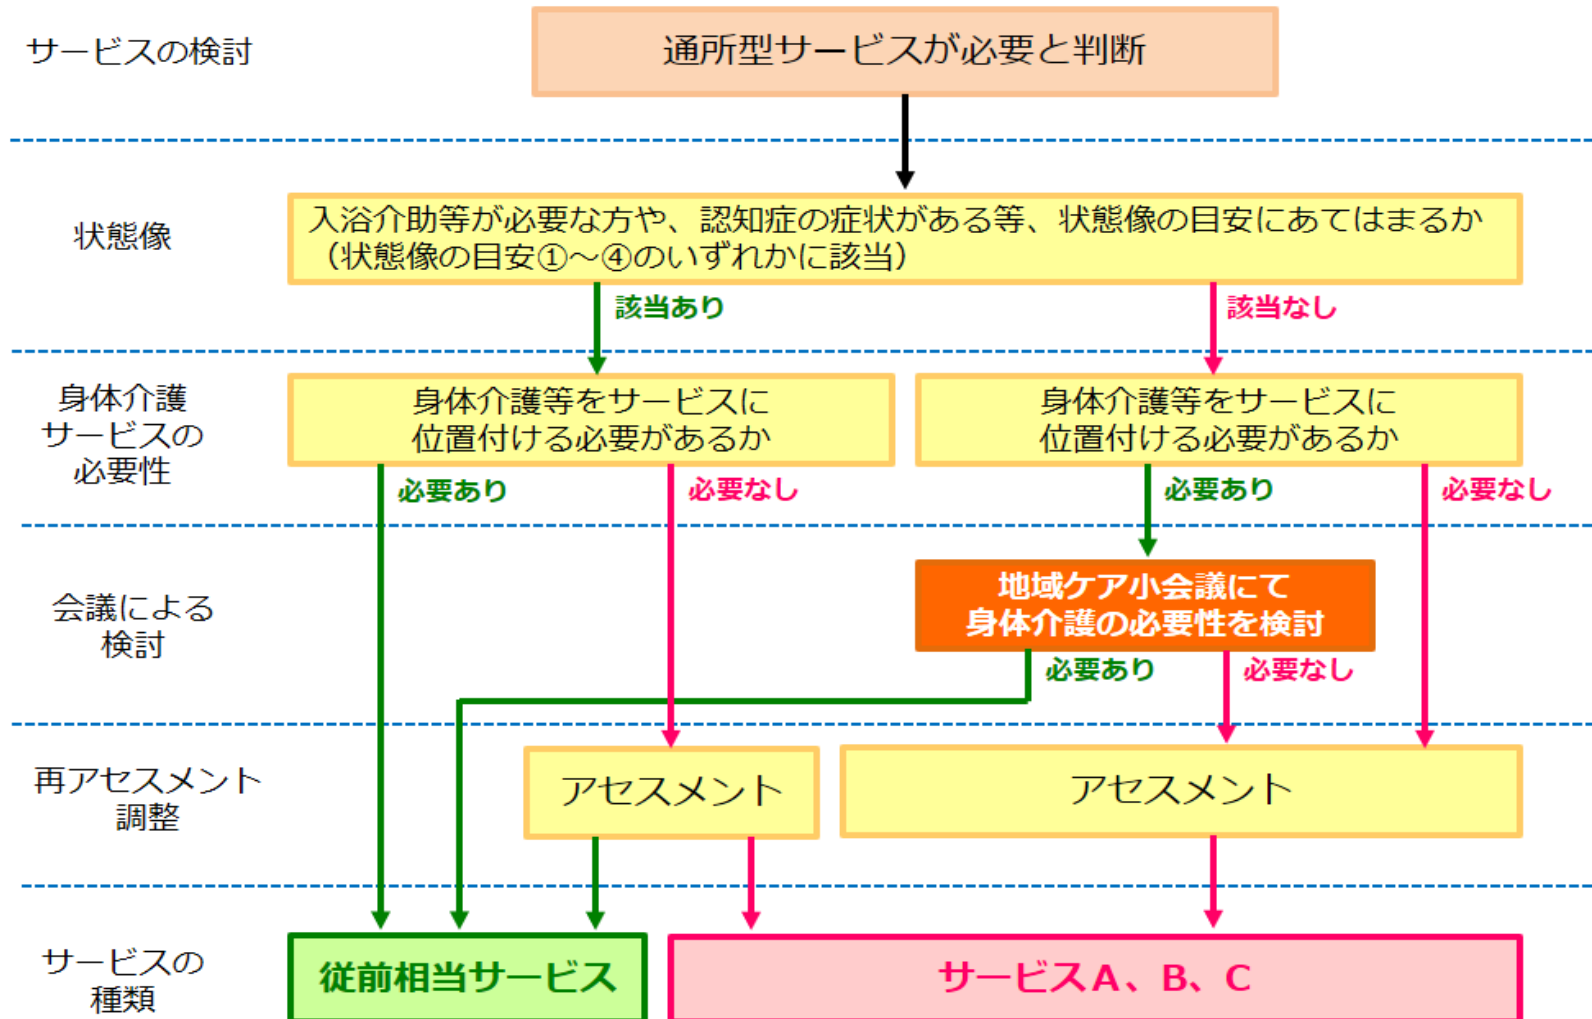 サービスの検討
通所型サービスが必要と判断
状態像
入浴介助等が必要な方や、認知症の症状がある等、状態像の目安にあてはまるか
（状態像の目安①～④のいずれかに該当）
該当あり
該当なし
身体介護
サービスの
必要性
身体介護等をサービスに
位置付ける必要があるか
身体介護等をサービスに
位置付ける必要があるか
必要あり
必要なし
必要あり
必要なし
会議による
検討
地域ケア小会議にて
身体介護の必要性を検討
必要あり
必要なし
再アセスメント
調整
アセスメント
アセスメント
サービスの
種類
従前相当サービス
サービスＡ、Ｂ、Ｃ